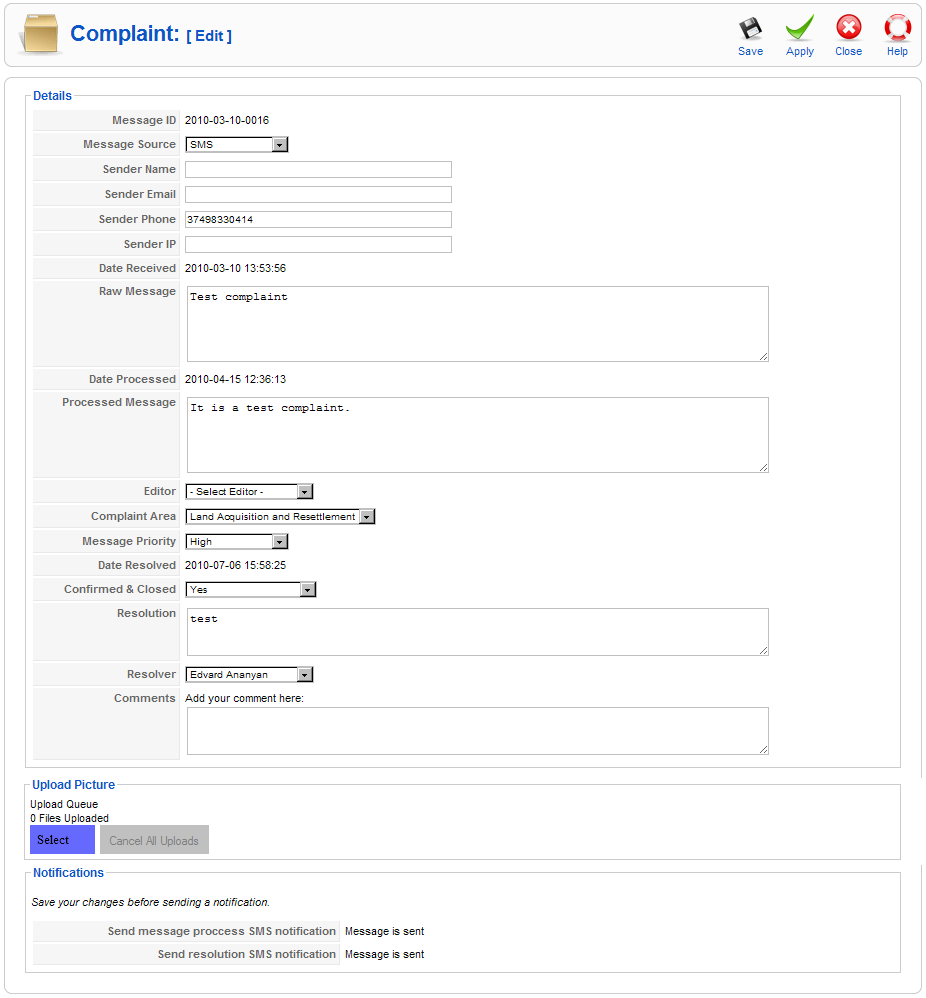 Complaint: [ Edit ]
Save Apply Close Help
Details
Message ID 2010-03-10-0016
Message Source SMS
Sender Name
Sender Email
Sender Phone 37498330414
Sender IP
Date Received 2010-03-10 13:53:56
Raw Message Test complaint
Date Processed 2010-04-15 12:36:13
Processed Message It is a test complaint.
Editor - Select Editor -
Complaint Area Land Acquisition and Resettlement
Message Priority High
Date Resolved 2010-07-06 15:58:25
Confirmed & Closed Yes
Resolution test
Resolver Edvard Ananyan
Comments Add your comment here:
Upload Picture
Upload Queue
0 Files Uploaded
Select Cancel All Uploads
Notifications
Save your changes before sending a notification.
Send message proccess SMS notification Message is sent
Send resolution SMS notification Message is sent